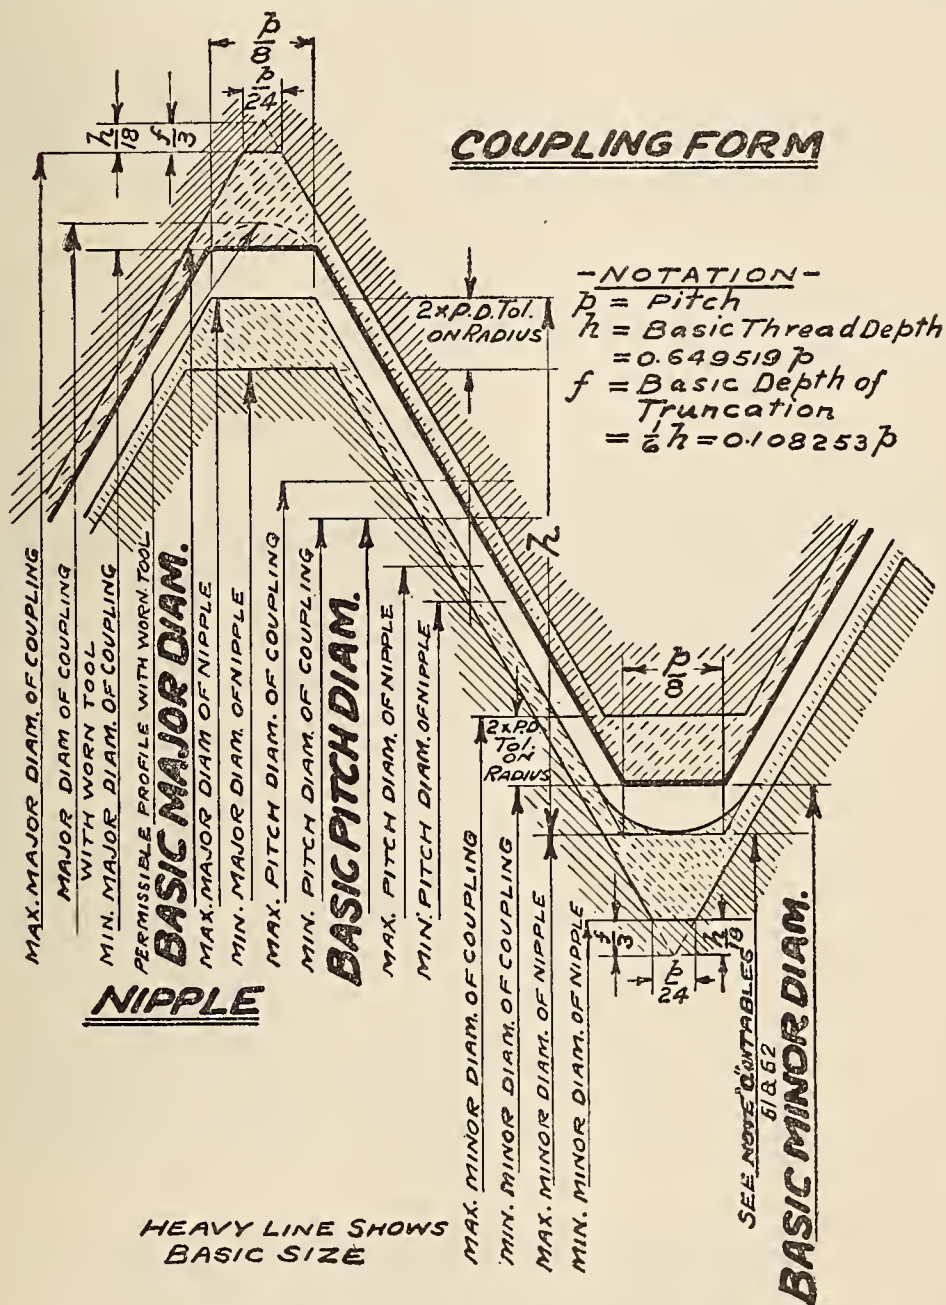 p/8
p/24
h/18
f/3
COUPLING FORM
-NOTATION-
p = Pitch
h = Basic Thread Depth
= 0.649519 p
f = Basic Depth of
Truncation
= 1/6 h = 0.108253 p
2xP.D. Tol.
ON RADIUS
h
p/8
2xP.D
Tol.
ON
RADIUS
MAX. MAJOR DIAM. OF COUPLING
MAJOR DIAM OF COUPLING
WITH WORN TOOL
MIN. MAJOR DIAM. OF COUPLING
PERMISSIBLE PROFILE WITH WORN TOOL
BASIC MAJOR DIAM.
MAX. MAJOR DIAM OF NIPPLE
MIN. MAJOR DIAM. OF NIPPLE
MAX. PITCH DIAM. OF COUPLING
MIN. PITCH DIAM. OF COUPLING
BASIC PITCH DIAM.
MAX. PITCH DIAM. OF NIPPLE
MIN. PITCH DIAM. OF NIPPLE
NIPPLE
f/3
h/18
p/24
MAX. MINOR DIAM. OF COUPLING
MIN. MINOR DIAM. OF COUPLING
MAX. MINOR DIAM. OF NIPPLE
MIN. MINOR DIAM. OF NIPPLE
SEE NOTE "a" ON TABLES
61 & 62
BASIC MINOR DIAM.
HEAVY LINE SHOWS
BASIC SIZE